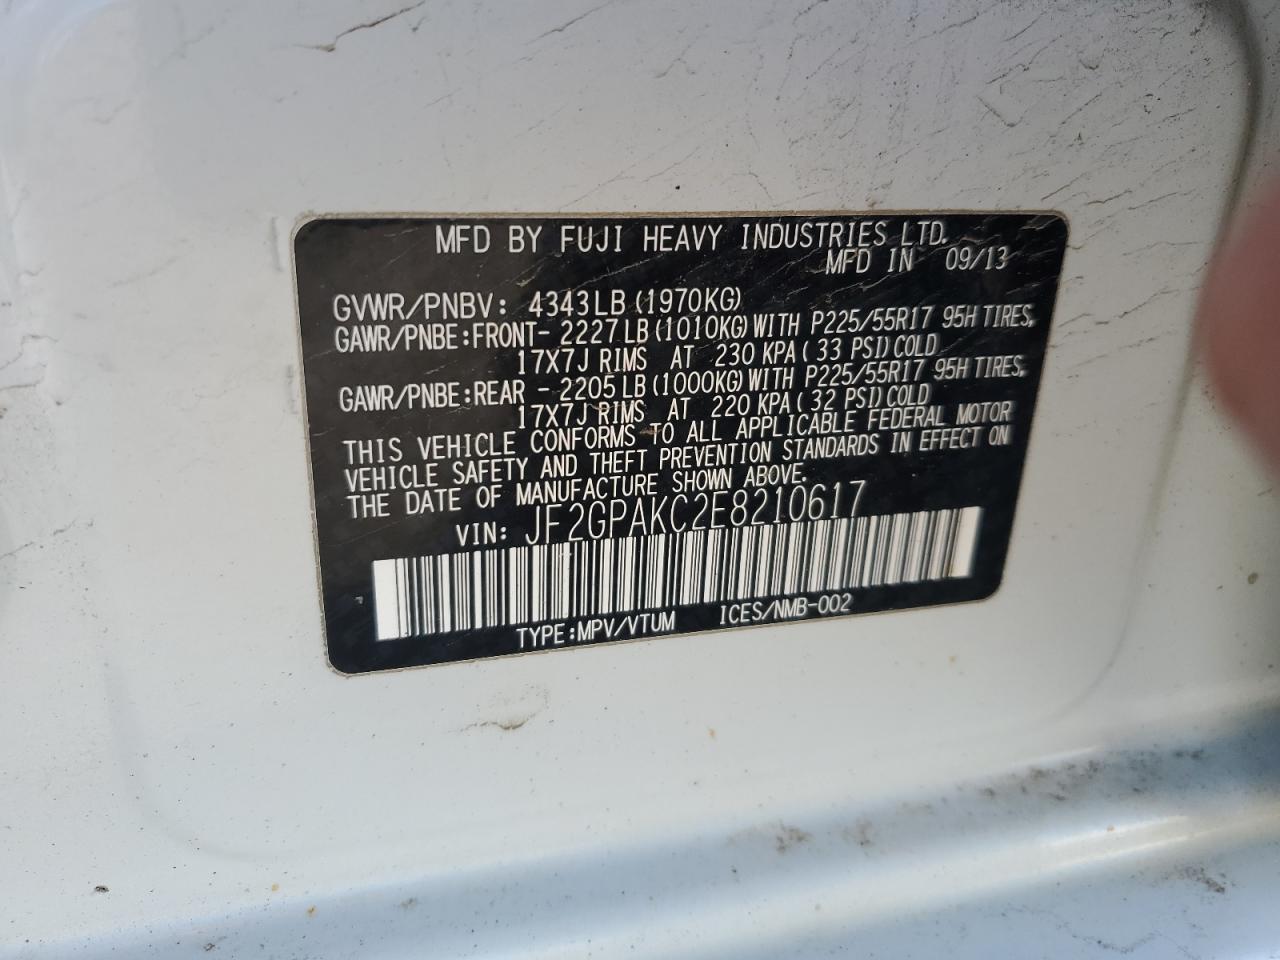 MFD BY FUJI HEAVY INDUSTRIES LTD.
MFD IN 09/13
GVWR/PNBV: 4343LB (1970KG)
GAWR/PNBE:FRONT- 2227LB (1010KG) WITH P225/55R17 95H TIRES,
17X7J RIMS AT 230 KPA ( 33 PSI) COLD
GAWR/PNBE:REAR - 2205LB (1000KG) WITH P225/55R17 95H TIRES,
17X7J RIMS AT 220 KPA ( 32 PSI) COLD
THIS VEHICLE CONFORMS TO ALL APPLICABLE FEDERAL MOTOR
VEHICLE SAFETY AND THEFT PREVENTION STANDARDS IN EFFECT ON
THE DATE OF MANUFACTURE SHOWN ABOVE.
VIN: JF2GPAKC2E8210617
TYPE:MPV/VTUM ICES/NMB-002